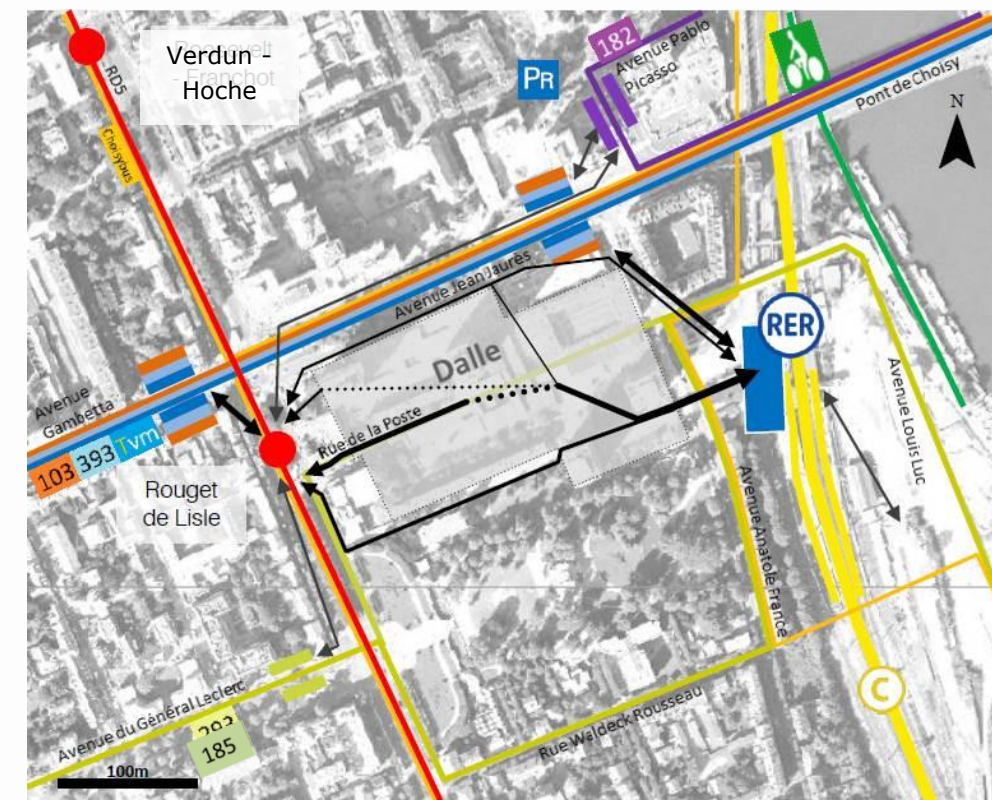 Verdun -
Hoche
RD5
Choisybus
182
Avenue Pablo
Picasso
PR
Pont de Choisy
N
Avenue Jean Jaurès
Dalle
RER
Avenue
Gambetta
103 393 Tvm
Rue de la Poste
Rouget
de Lisle
Avenue Louis Luc
Avenue Anatole France
C
Avenue du Général Leclerc
185
Rue Waldeck Rousseau
100m